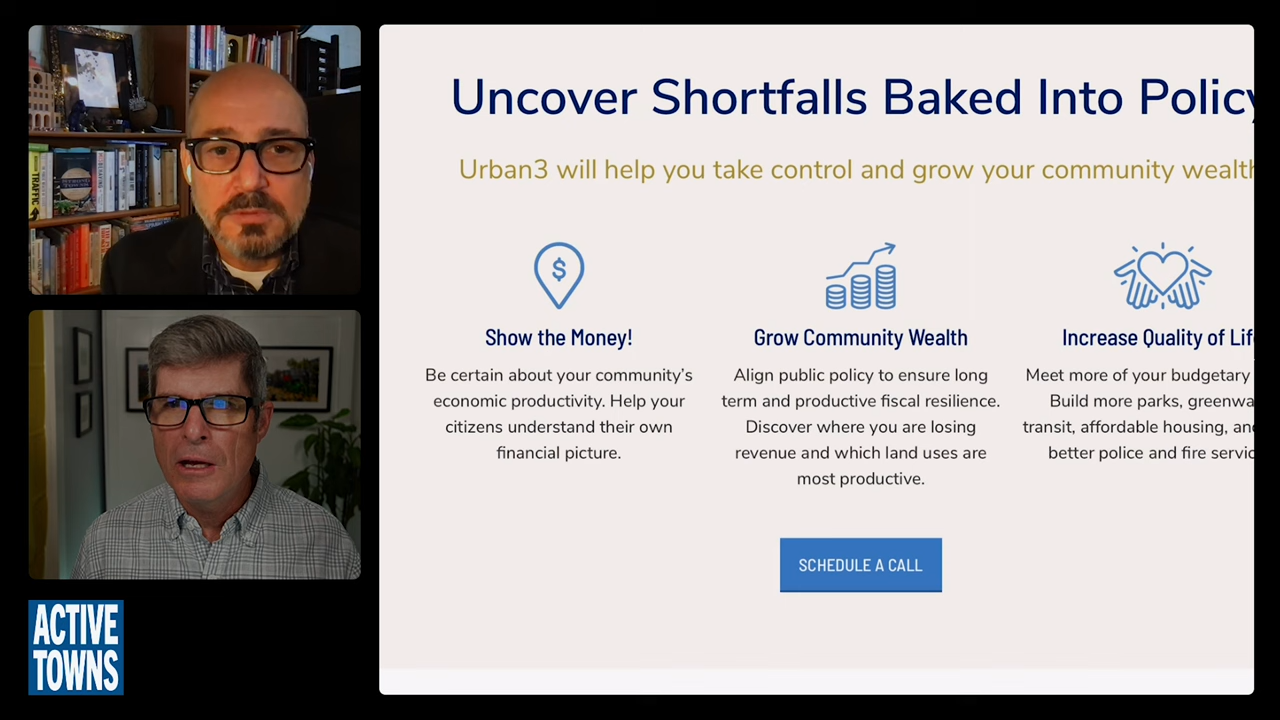 Uncover Shortfalls Baked Into Policy
Urban3 will help you take control and grow your community wealth
Show the Money!
Be certain about your community's
economic productivity. Help your
citizens understand their own
financial picture.
Grow Community Wealth
Align public policy to ensure long
term and productive fiscal resilience.
Discover where you are losing
revenue and which land uses are
most productive.
Increase Quality of Lif
Meet more of your budgetary
Build more parks, greenwa
transit, affordable housing, and
better police and fire servic
SCHEDULE A CALL
TRAFFIC
ACTIVE
TOWNS